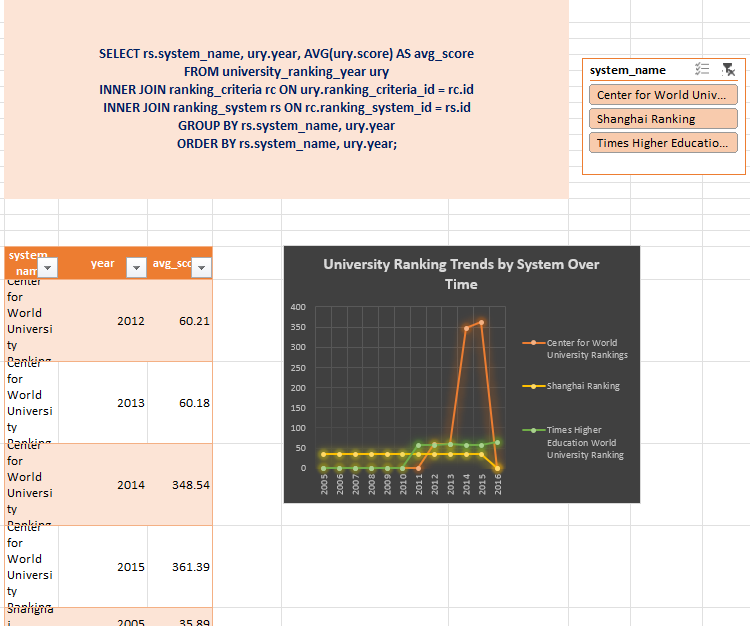 SELECT rs.system_name, ury.year, AVG(ury.score) AS avg_score
FROM university_ranking_year ury
INNER JOIN ranking_criteria rc ON ury.ranking_criteria_id = rc.id
INNER JOIN ranking_system rs ON rc.ranking_system_id = rs.id
GROUP BY rs.system_name, ury.year
ORDER BY rs.system_name, ury.year;
system_name
Center for World Univ...
Shanghai Ranking
Times Higher Educatio...
system_
nam
year
avg_sco
Center
for
World
Universi
ty
Ranking
2012
60.21
Center
for
World
Universi
ty
Ranking
2013
60.18
Center
for
World
Universi
ty
Ranking
2014
348.54
Center
for
World
Universi
ty
Ranking
2015
361.39
Shangha
i
2005
35.89
University Ranking Trends by System Over
Time
400
350
300
250
200
150
100
50
0
2005
2006
2007
2008
2009
2010
2011
2012
2013
2014
2015
2016
Center for World
University Rankings
Shanghai Ranking
Times Higher
Education World
University Ranking